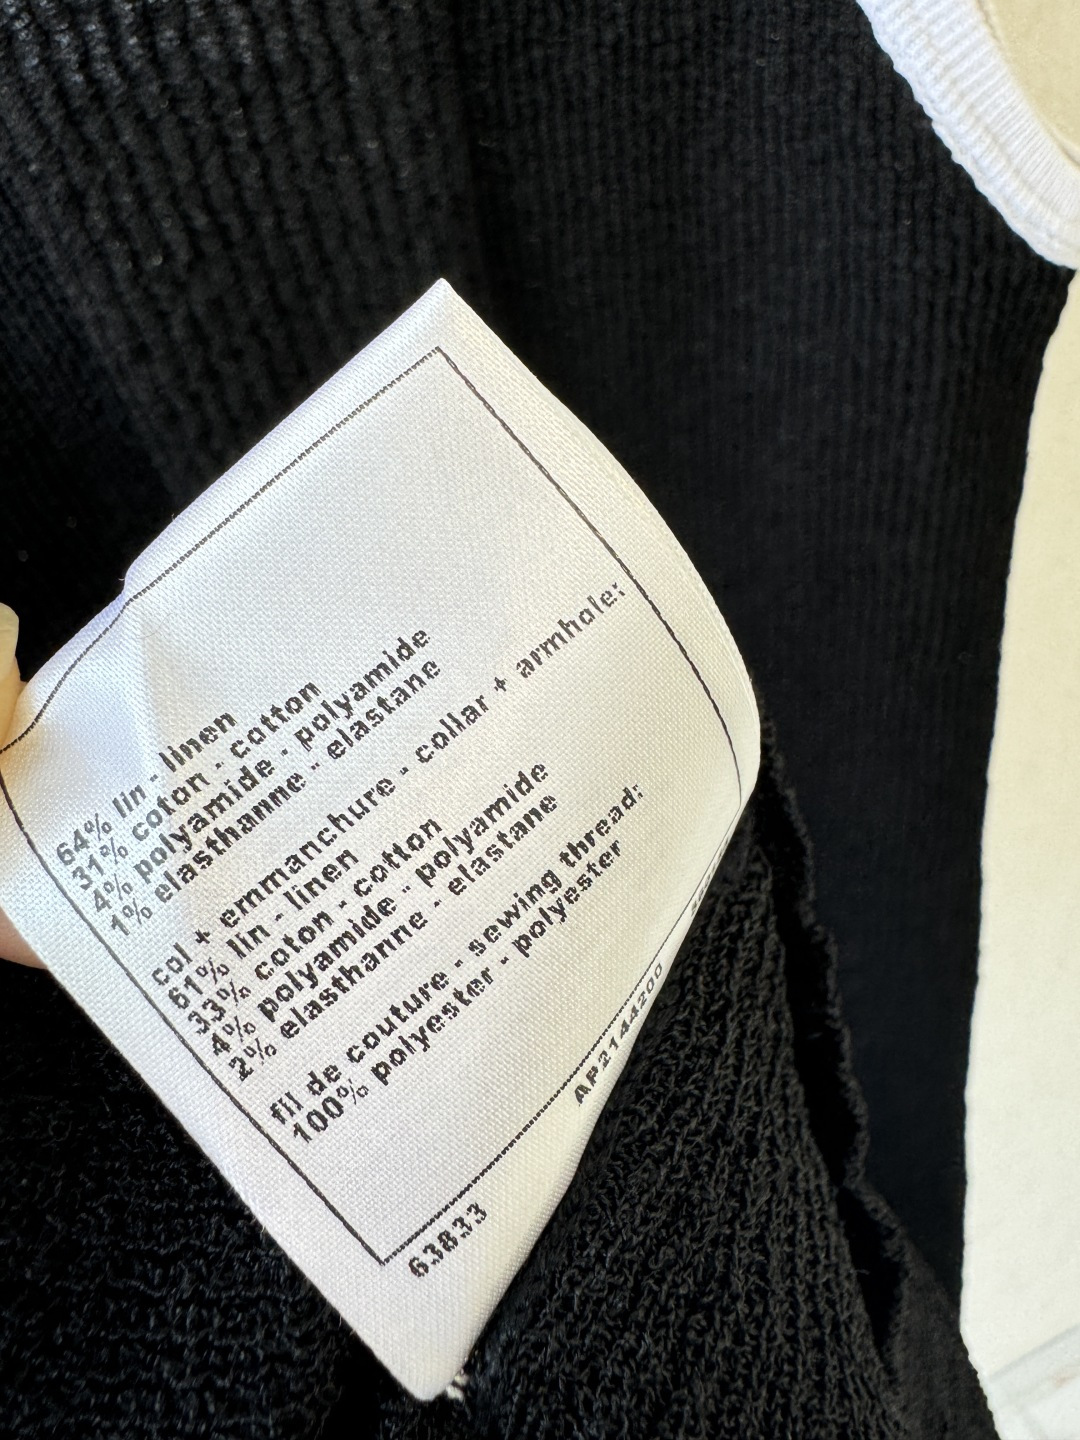 64% lin - linen
31% coton - cotton
4% polyamide - polyamide
1% elasthanne - elastane
col + emmanchure - collar + armhole:
61% lin - linen
33% coton - cotton
4% polyamide - polyamide
2% elasthanne - elastane
fil de couture - sewing thread:
100% polyester - polyester
63833
AP2144200